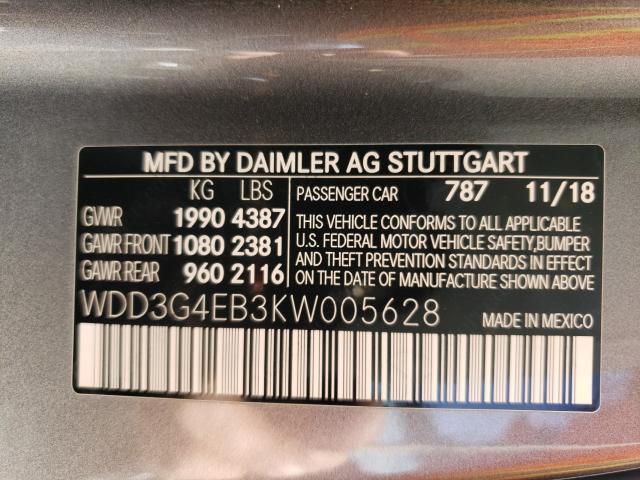 MFD BY DAIMLER AG STUTTGART
KG LBS
GVWR 1990 4387
GAWR FRONT 1080 2381
GAWR REAR 960 2116
PASSENGER CAR 787 11/18
THIS VEHICLE CONFORMS TO ALL APPLICABLE
U.S. FEDERAL MOTOR VEHICLE SAFETY,BUMPER
AND THEFT PREVENTION STANDARDS IN EFFECT
ON THE DATE OF MANUFACTURE SHOWN ABOVE
WDD3G4EB3KW005628
MADE IN MEXICO